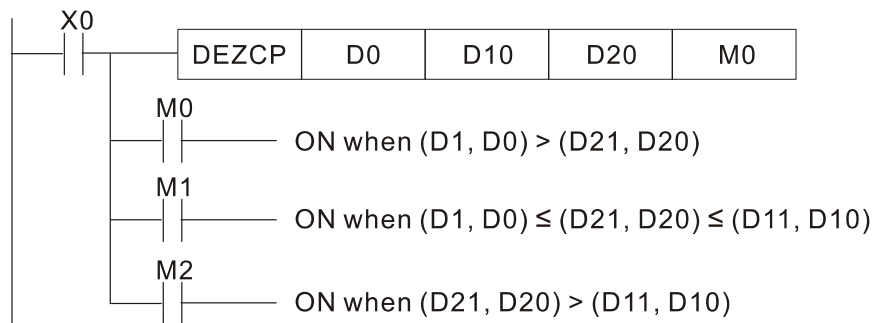 X0
DEZCP D0 D10 D20 M0
M0
ON when (D1, D0) > (D21, D20)
M1
ON when (D1, D0) ≤ (D21, D20) ≤ (D11, D10)
M2
ON when (D21, D20) > (D11, D10)